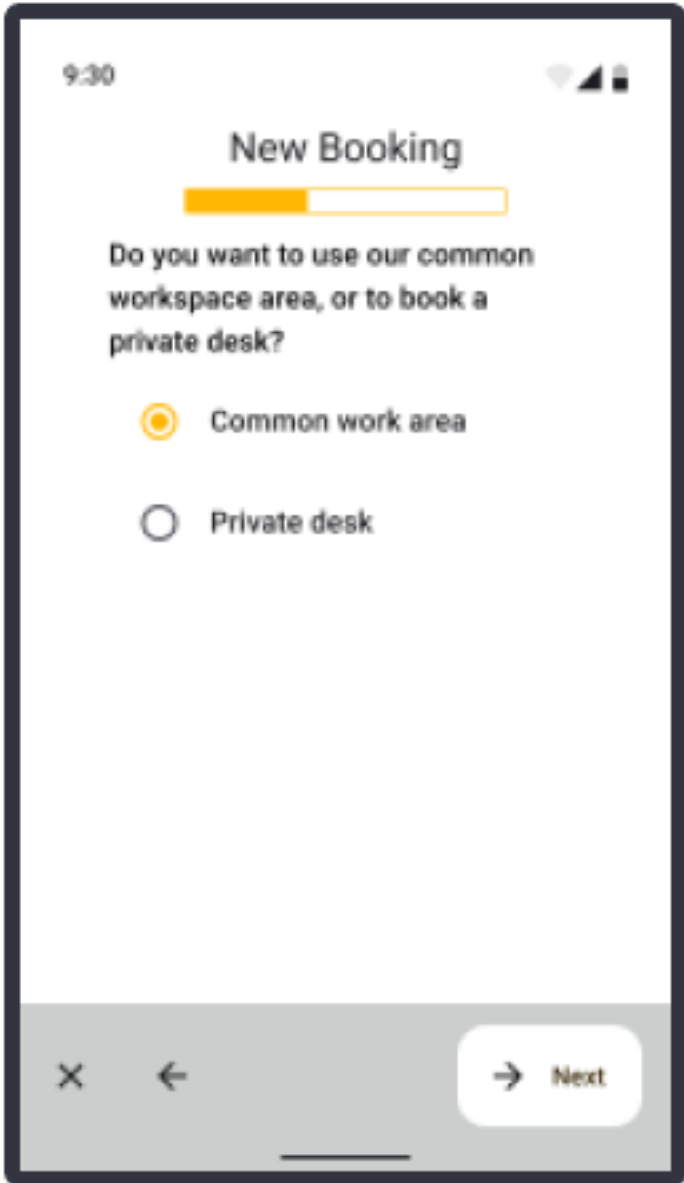 9:30
New Booking
Do you want to use our common
workspace area, or to book a
private desk?
Common work area
Private desk
Next